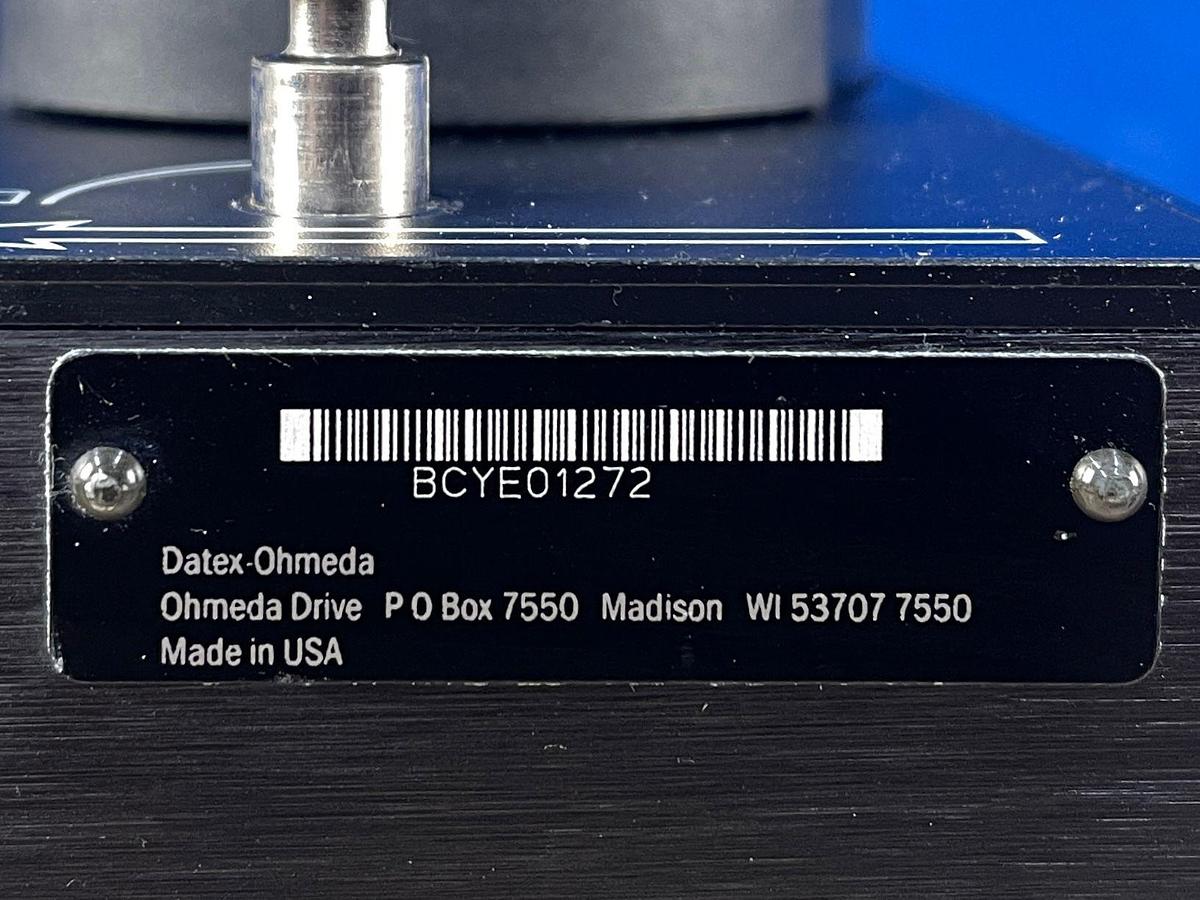 BCYE01272
Datex-Ohmeda
Ohmeda Drive P O Box 7550 Madison WI 53707 7550
Made in USA